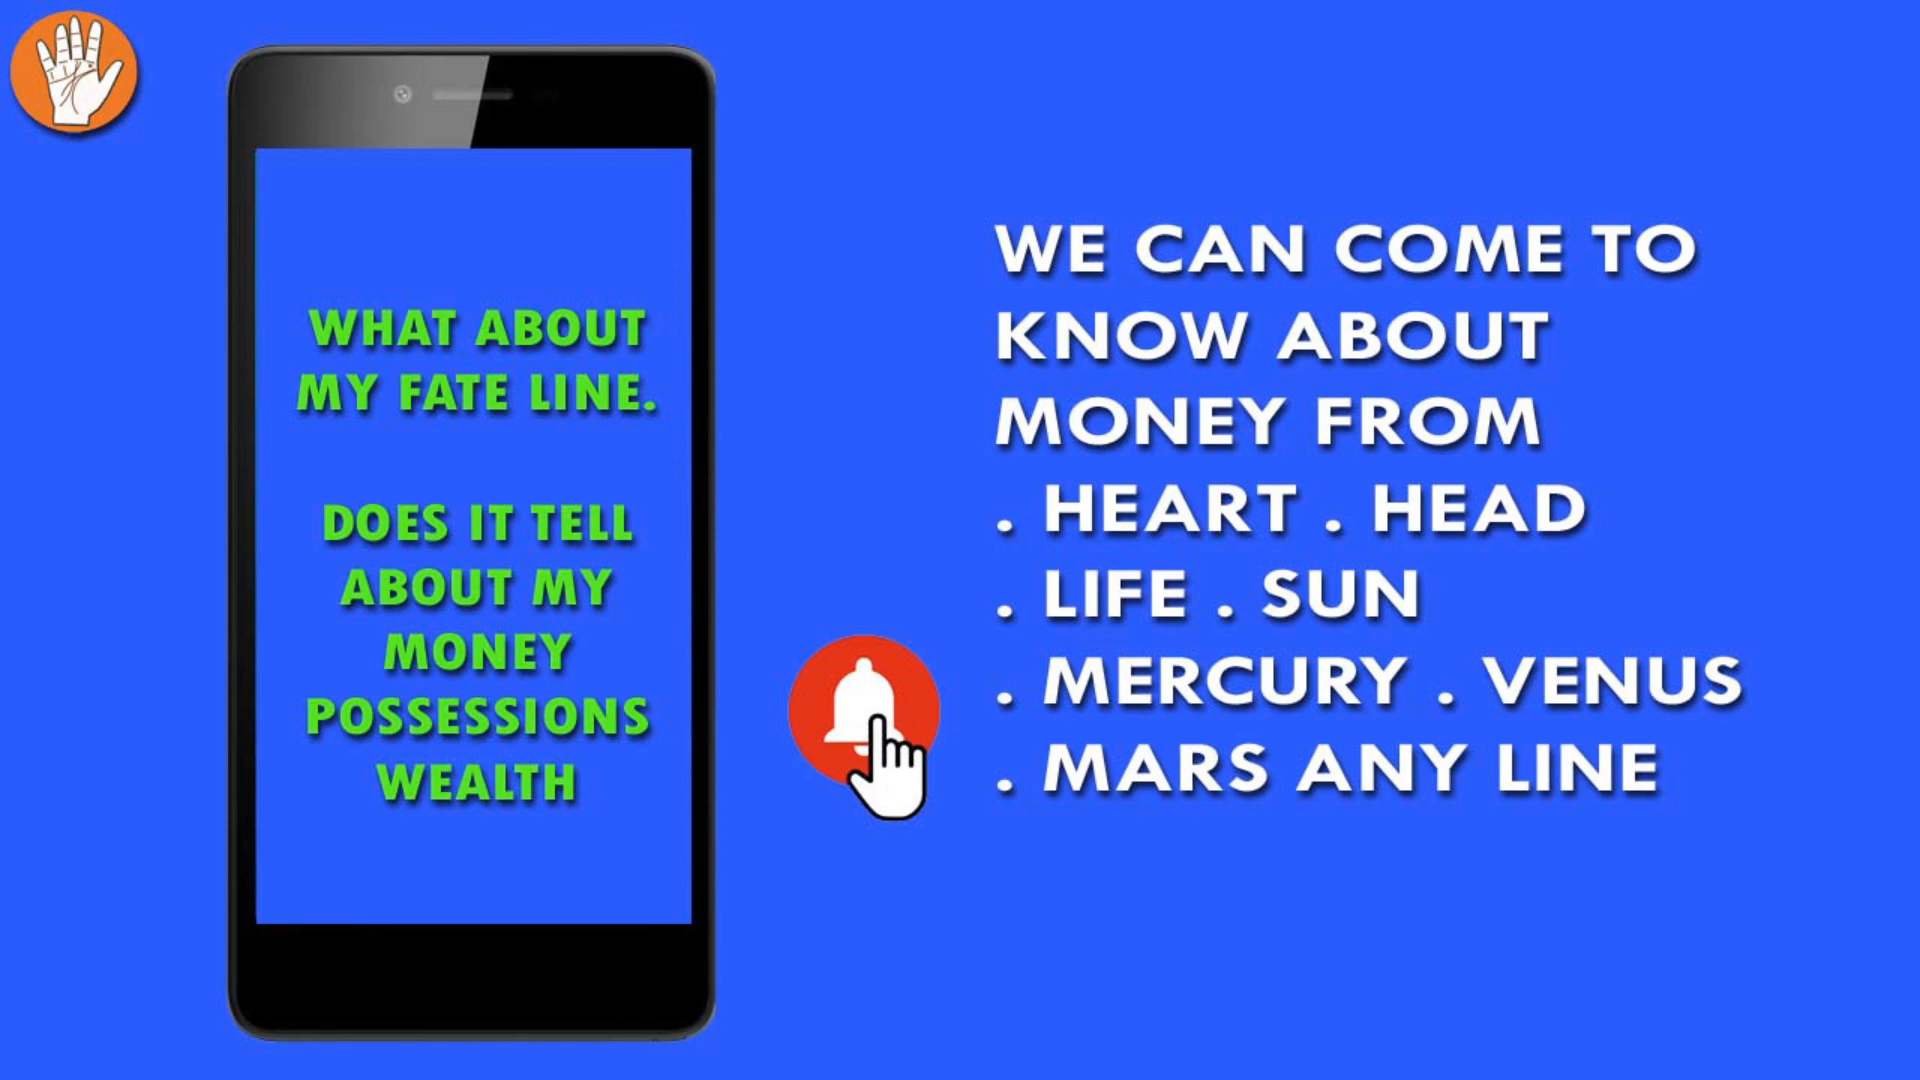 WHAT ABOUT
MY FATE LINE.
DOES IT TELL
ABOUT MY
MONEY
POSSESSIONS
WEALTH
WE CAN COME TO
KNOW ABOUT
MONEY FROM
. HEART . HEAD
. LIFE . SUN
. MERCURY . VENUS
. MARS ANY LINE